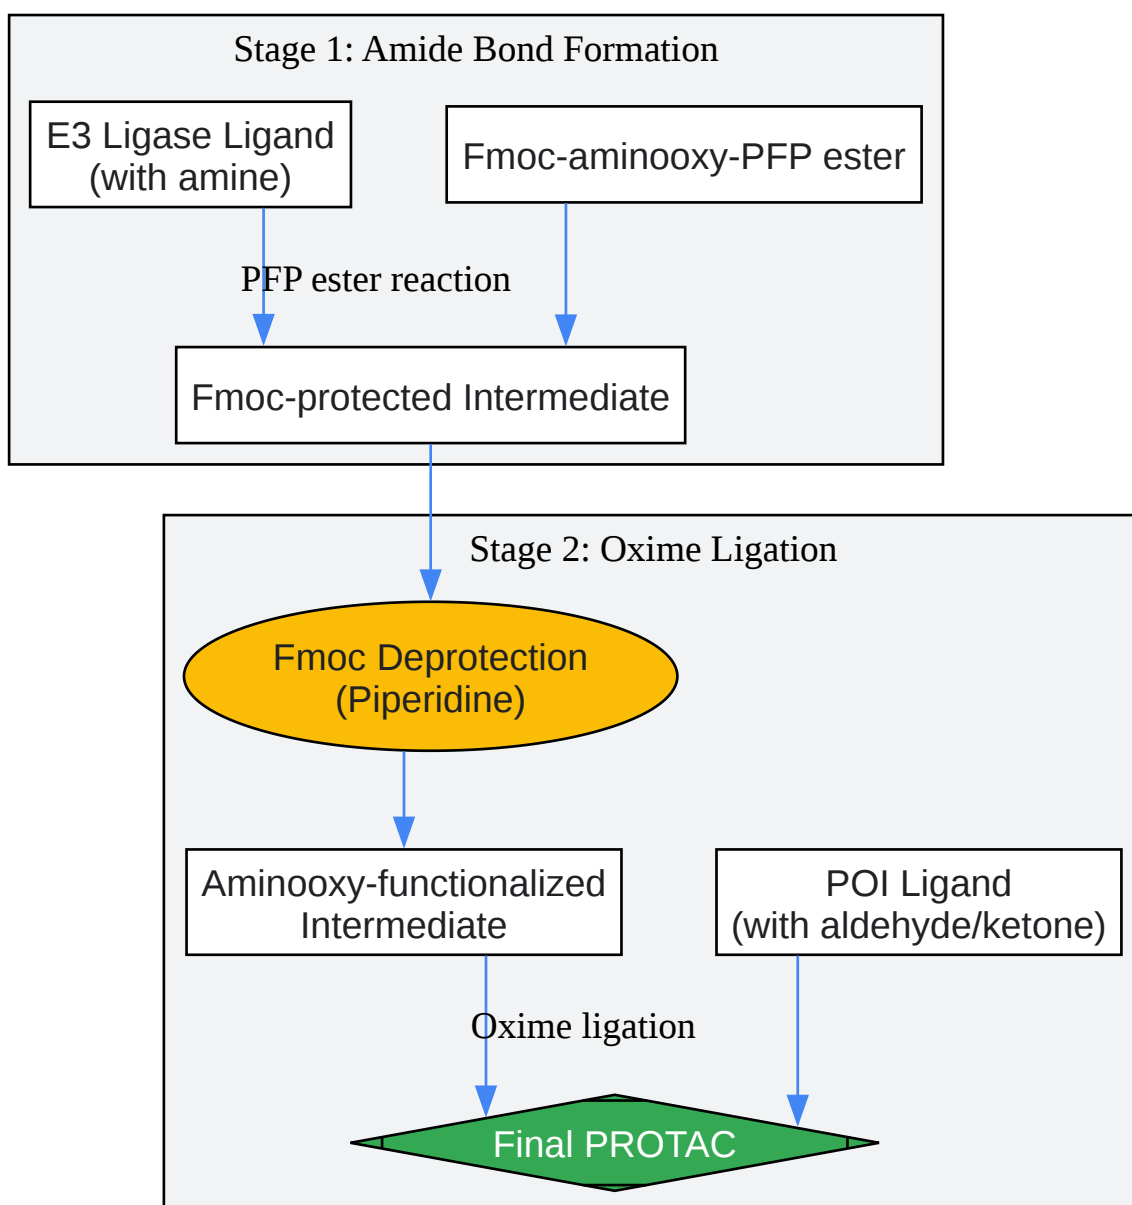 Stage 1: Amide Bond Formation
E3 Ligase Ligand
(with amine)
Fmoc-aminooxy-PFP ester
PFP ester reaction
Fmoc-protected Intermediate
Stage 2: Oxime Ligation
Fmoc Deprotection
(Piperidine)
Aminooxy-functionalized
Intermediate
POI Ligand
(with aldehyde/ketone)
Oxime ligation
Final PROTAC